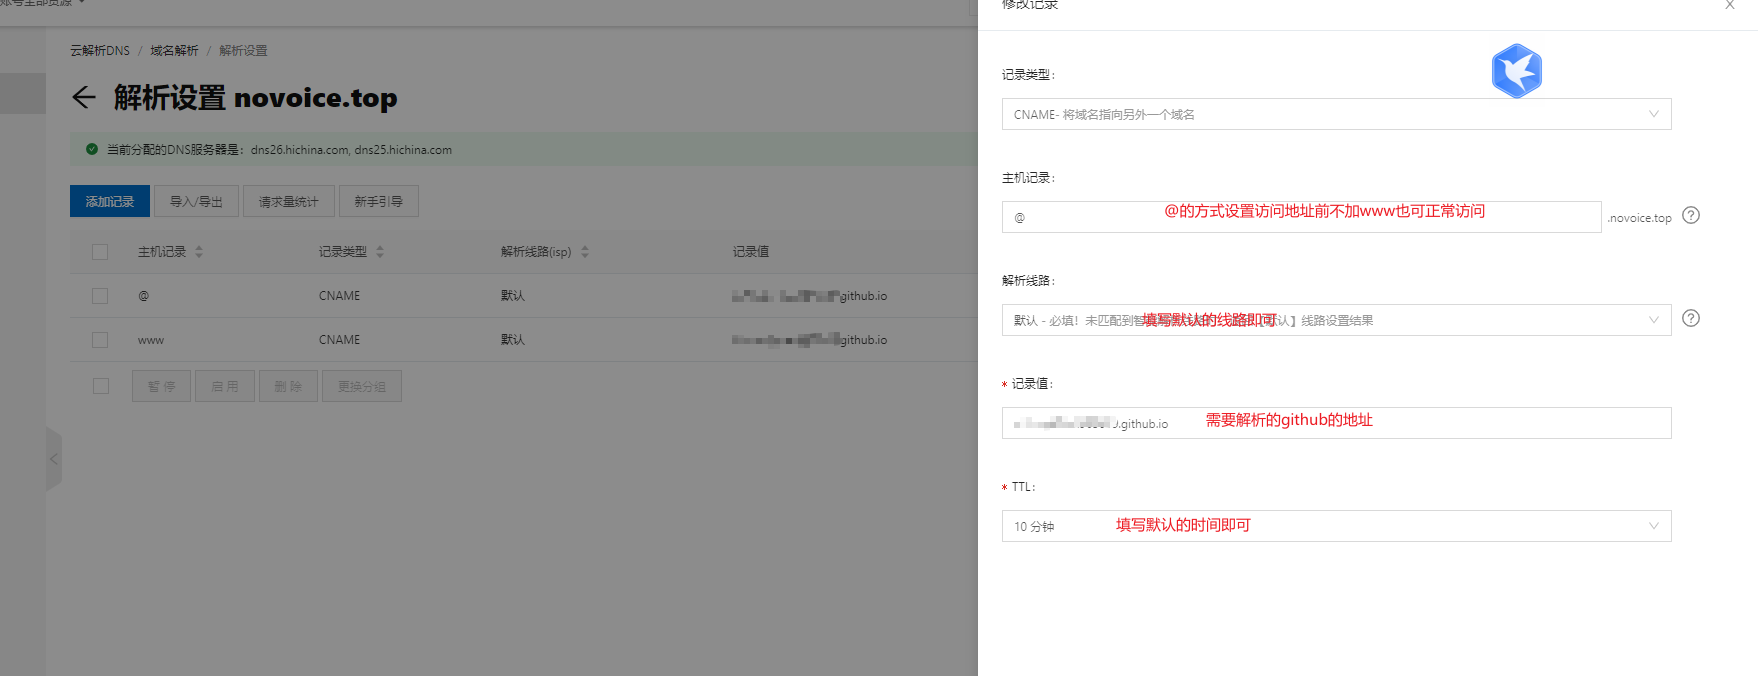 账号全部资源
云解析DNS / 域名解析 / 解析设置
解析设置 novoice.top
当前分配的DNS服务器是：dns26.hichina.com, dns25.hichina.com
添加记录 导入/导出 请求量统计 新手引导
主机记录 记录类型 解析线路(isp) 记录值
@ CNAME 默认 github.io
www CNAME 默认 github.io
暂 停 启 用 删 除 更换分组
修改记录
记录类型：
CNAME- 将域名指向另外一个域名
主机记录：
@ .novoice.top
@的方式设置访问地址前不加www也可正常访问
解析线路：
默认 - 必填！未匹配到智 默认】线路设置结果
填写默认的线路即可
* 记录值：
.github.io
需要解析的github的地址
* TTL：
10 分钟
填写默认的时间即可